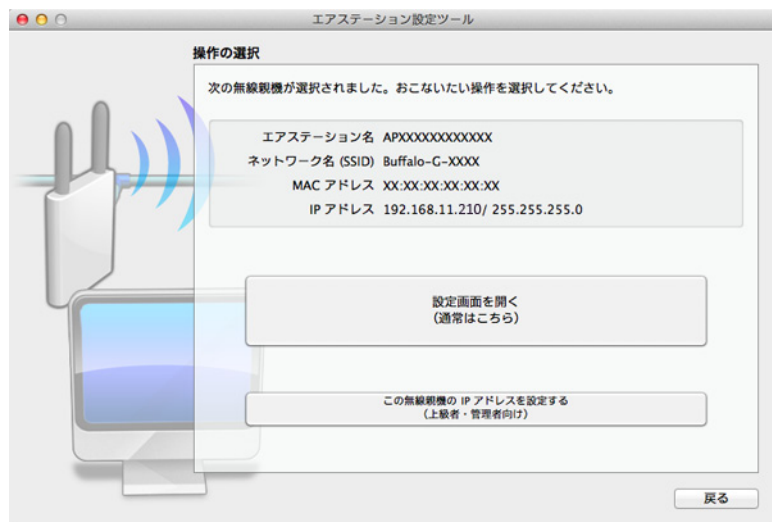 エアステーション設定ツール
操作の選択
次の無線親機が選択されました。おこないたい操作を選択してください。
エアステーション名 APXXXXXXXXXXXX
ネットワーク名 (SSID) Buffalo-G-XXXX
MAC アドレス XX:XX:XX:XX:XX:XX
IP アドレス 192.168.11.210/ 255.255.255.0
設定画面を開く
(通常はこちら)
この無線親機の IP アドレスを設定する
(上級者・管理者向け)
戻る